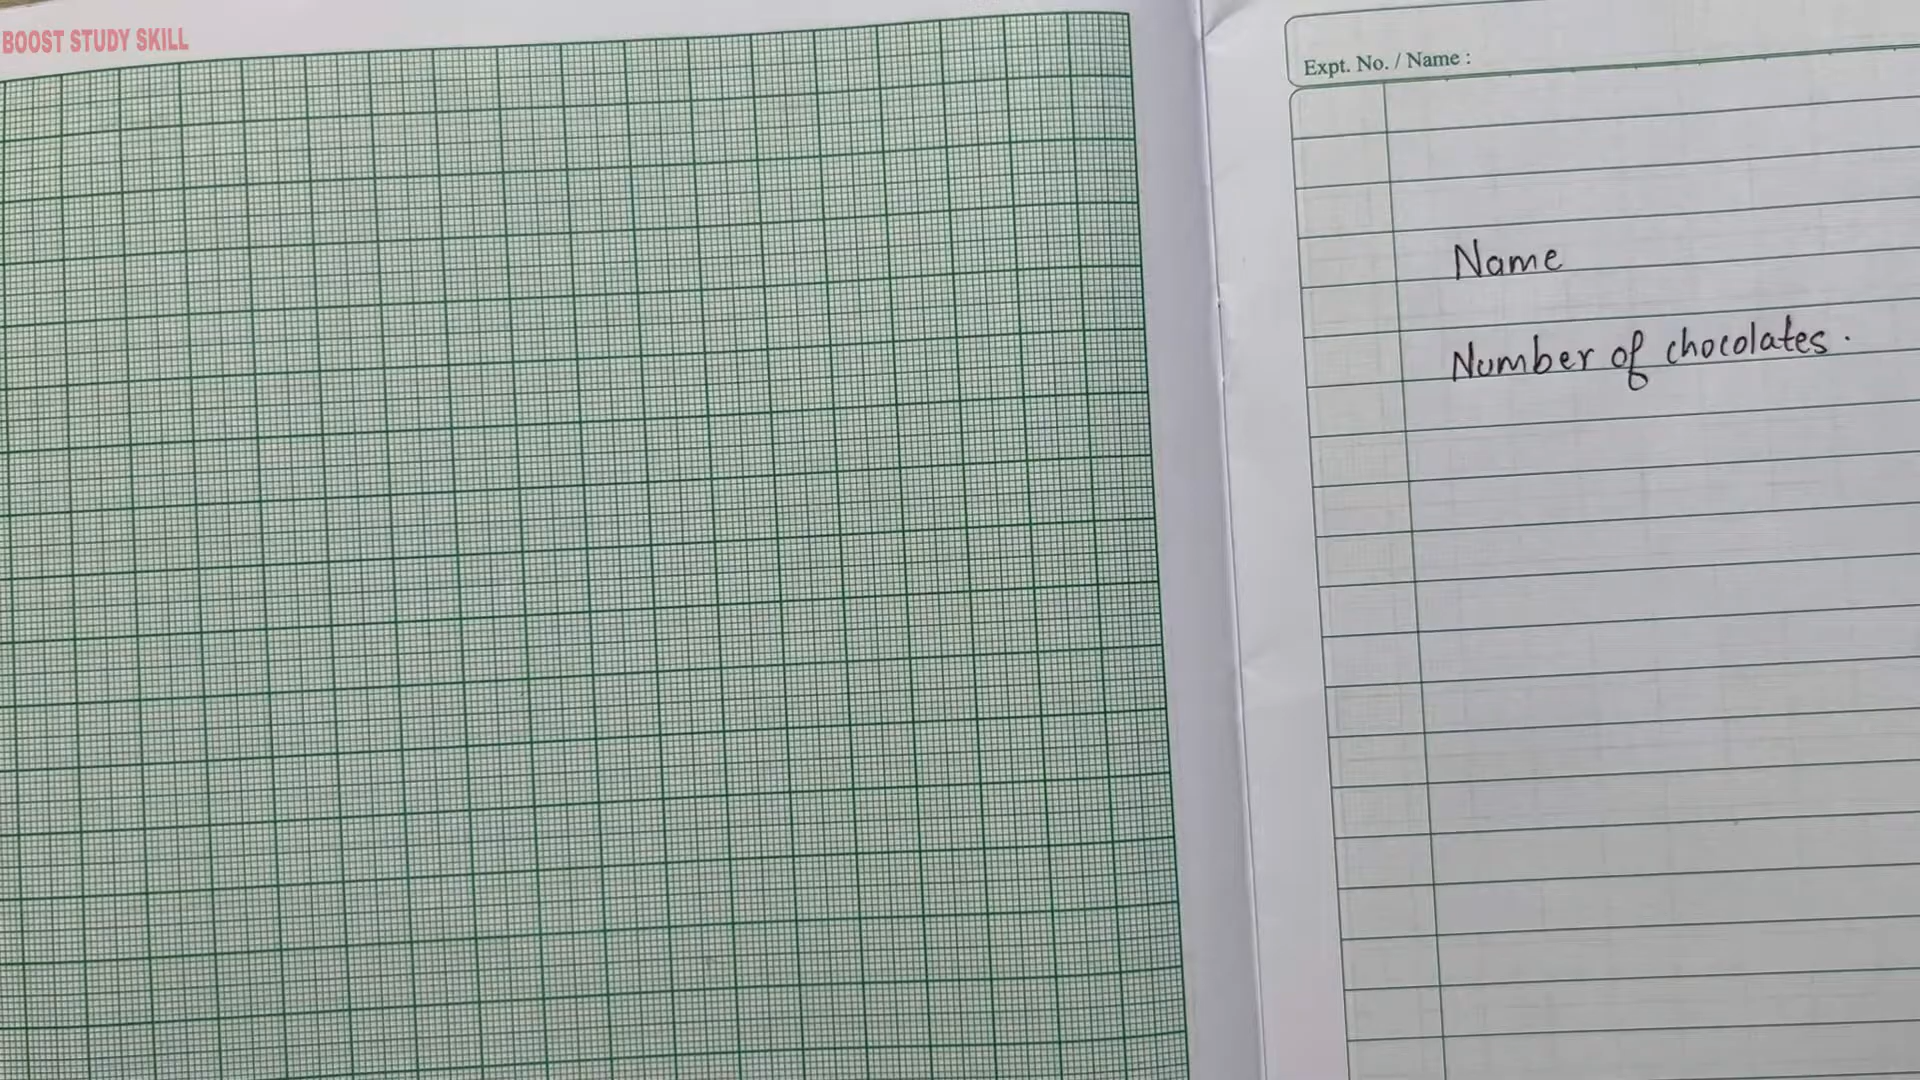 BOOST STUDY SKILL
Expt. No. / Name :
Name
Number of chocolates.